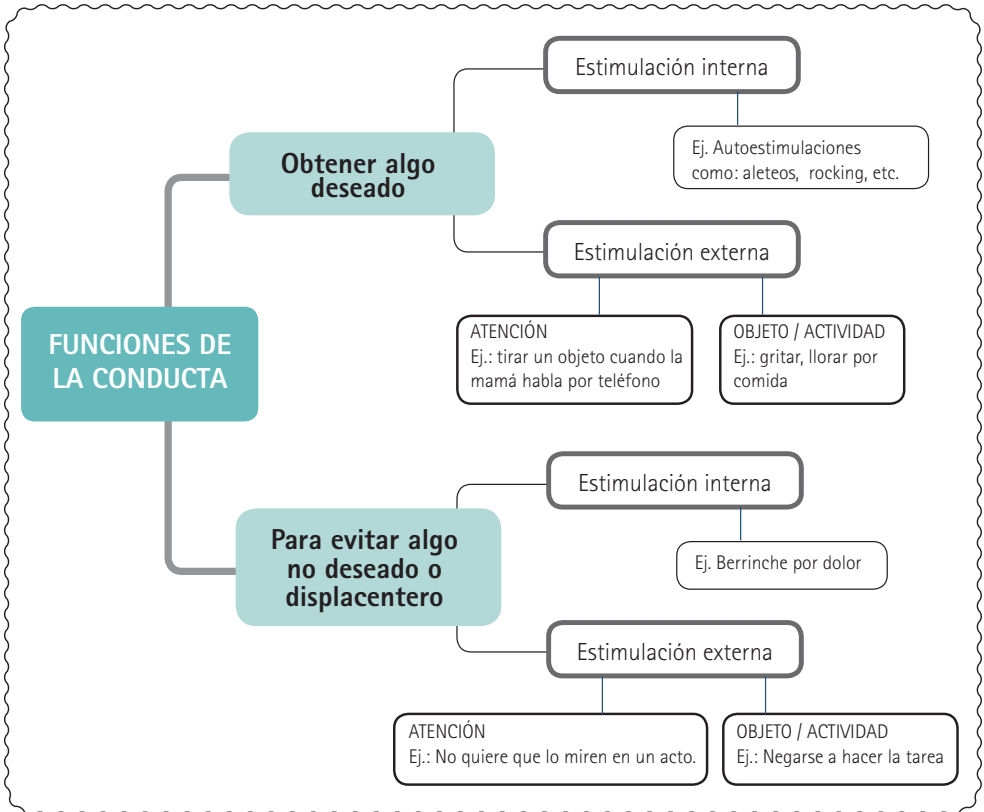 FUNCIONES DE
LA CONDUCTA
Obtener algo
deseado
Estimulación interna
Ej. Autoestimulaciones
como: aleteos, rocking, etc.
Estimulación externa
ATENCIÓN
Ej.: tirar un objeto cuando la
mamá habla por teléfono
OBJETO / ACTIVIDAD
Ej.: gritar, llorar por
comida
Para evitar algo
no deseado o
displacentero
Estimulación interna
Ej. Berrinche por dolor
Estimulación externa
ATENCIÓN
Ej.: No quiere que lo miren en un acto.
OBJETO / ACTIVIDAD
Ej.: Negarse a hacer la tarea